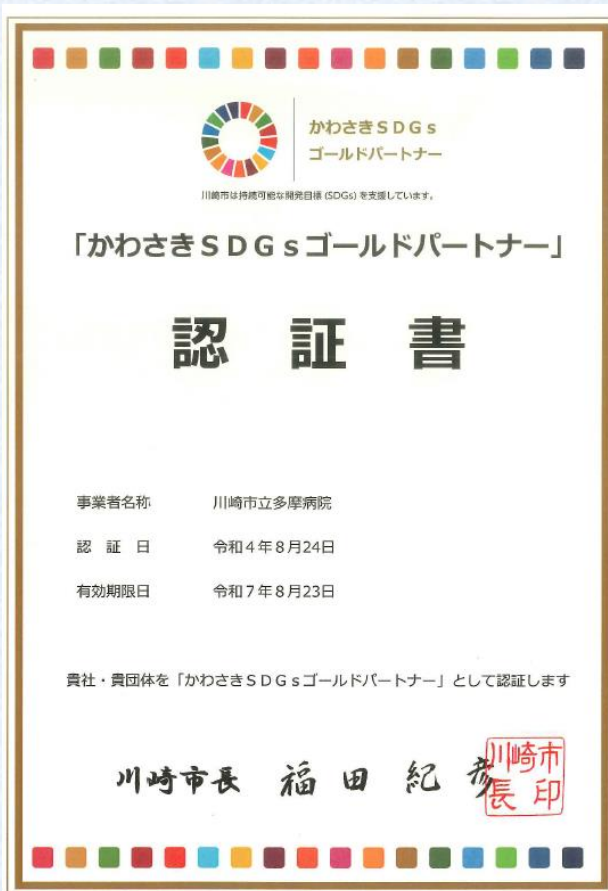 かわさきSDGs
ゴールドパートナー
川崎市は持続可能な開発目標(SDGs)を支援しています。
「かわさきSDGsゴールドパートナー」
認証書
事業者名称 川崎市立多摩病院
認証日 令和4年8月24日
有効期限日 令和7年8月23日
貴社・貴団体を「かわさきSDGsゴールドパートナー」として認証します
川崎市長 福田紀彦
川崎市
長印